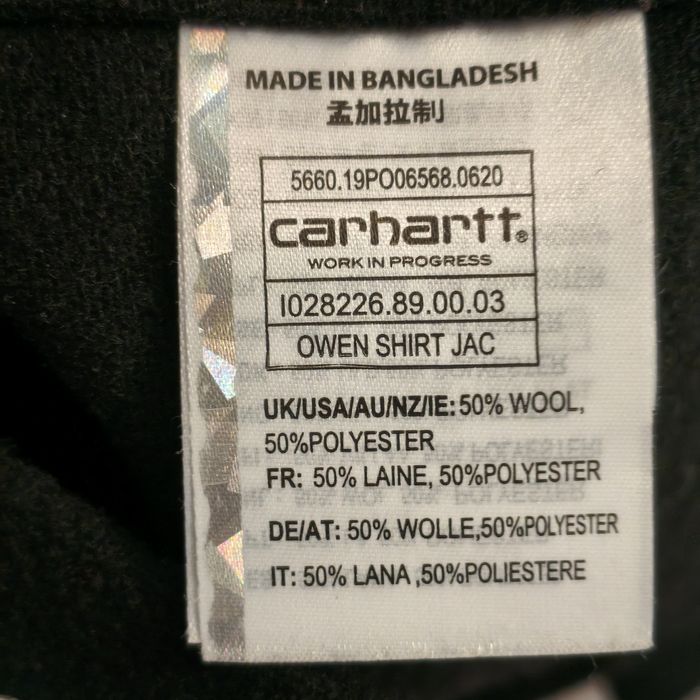 MADE IN BANGLADESH
孟加拉制
5660.19PO06568.0620
carhartt®
WORK IN PROGRESS
I028226.89.00.03
OWEN SHIRT JAC
UK/USA/AU/NZ/IE: 50% WOOL,
50%POLYESTER
FR: 50% LAINE, 50%POLYESTER
DE/AT: 50% WOLLE,50%POLYESTER
IT: 50% LANA ,50%POLIESTERE